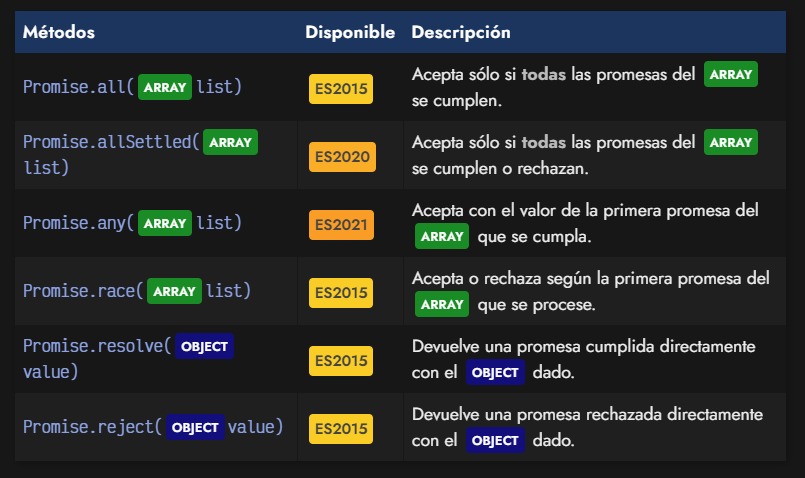 Métodos Disponible Descripción
Promise.all( ARRAY list) ES2015 Acepta sólo si todas las promesas del ARRAY
se cumplen.
Promise.allSettled( ARRAY
list) ES2020 Acepta sólo si todas las promesas del ARRAY
se cumplen o rechazan.
Promise.any( ARRAY list) ES2021 Acepta con el valor de la primera promesa del
ARRAY que se cumpla.
Promise.race( ARRAY list) ES2015 Acepta o rechaza según la primera promesa del
ARRAY que se procese.
Promise.resolve( OBJECT
value) ES2015 Devuelve una promesa cumplida directamente
con el OBJECT dado.
Promise.reject( OBJECT value) ES2015 Devuelve una promesa rechazada directamente
con el OBJECT dado.